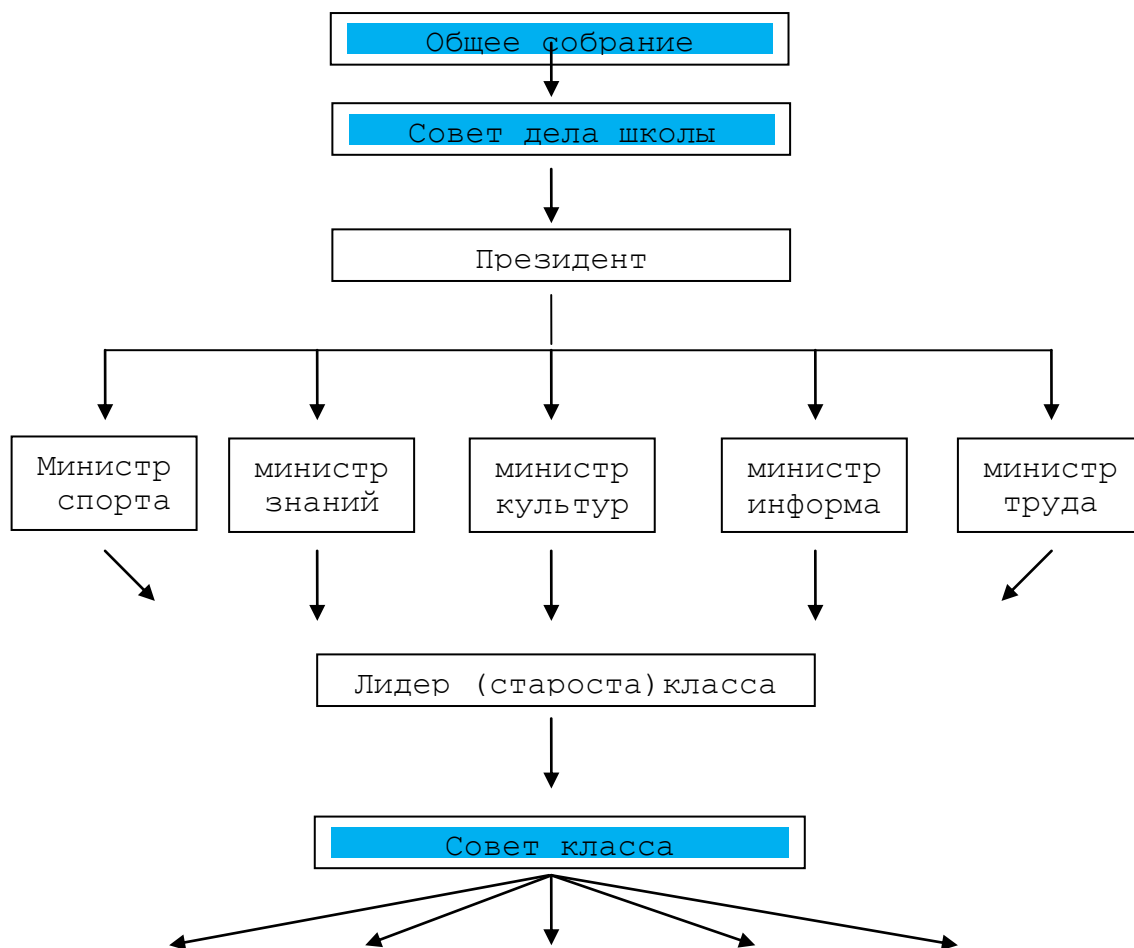 Общее собрание
Совет дела школы
Президент
Министр
спорта
министр
знаний
министр
культур
министр
информа
министр
труда
Лидер (староста)класса
Совет класса